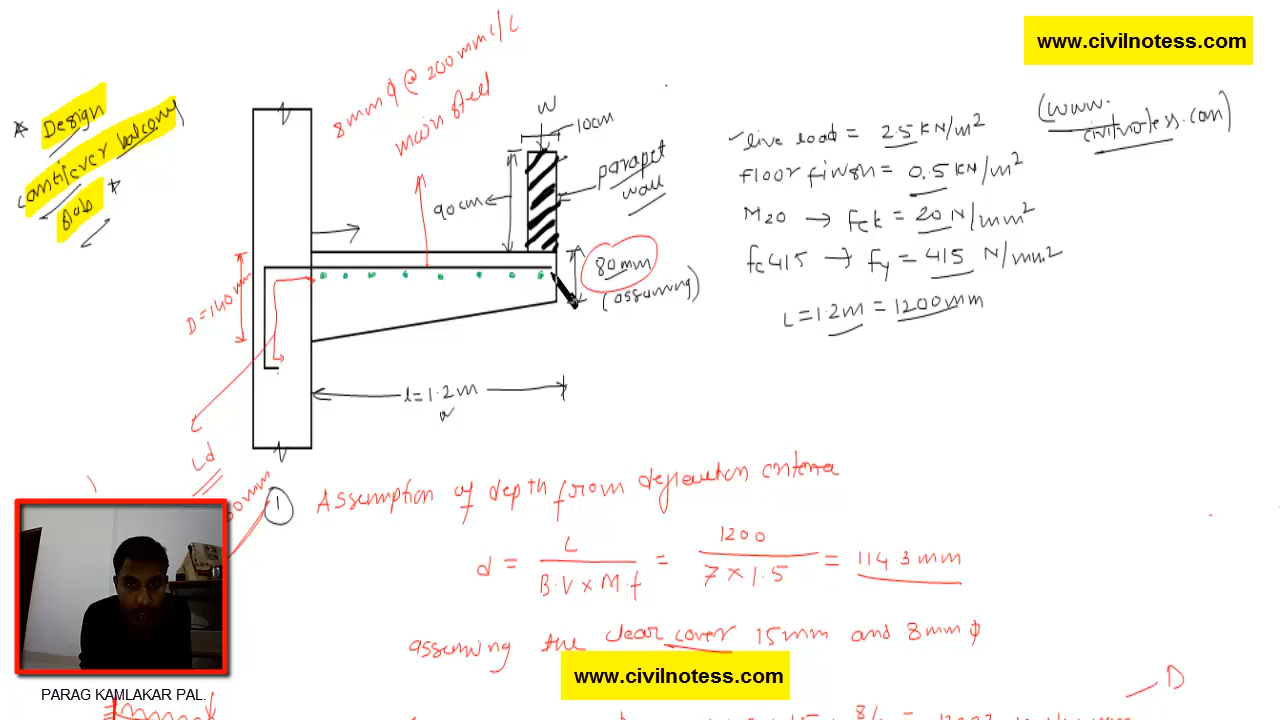 www.civilnotess.com
* Design
cantilever balcony
slab *
8mm ϕ @ 200mm c/c
main steel
W
10cm
90cm
parapet
wall
80mm
(assuming)
D=140mm
l=1.2m
Ld
live load = 2.5 KN/m²
Floor finish = 0.5 KN/m²
M20 → Fck = 20 N/mm²
fc415 → fy = 415 N/mm²
L=1.2m = 1200mm
(www.
civilnotess.com)
① Assumption of depth from deflection criteria
d = L / B.V × M.f = 1200 / 7 × 1.5 = 114.3 mm
assuming the clear cover 15mm and 8mm ϕ
www.civilnotess.com
D
PARAG KAMLAKAR PAL.